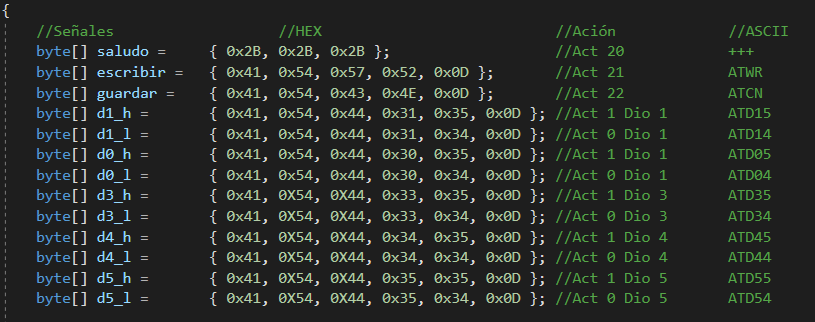 {
//Señales //HEX //Ación //ASCII
byte[] saludo = { 0x2B, 0x2B, 0x2B }; //Act 20 +++
byte[] escribir = { 0x41, 0x54, 0x57, 0x52, 0x0D }; //Act 21 ATWR
byte[] guardar = { 0x41, 0x54, 0x43, 0x4E, 0x0D }; //Act 22 ATCN
byte[] d1_h = { 0x41, 0x54, 0x44, 0x31, 0x35, 0x0D }; //Act 1 Dio 1 ATD15
byte[] d1_l = { 0x41, 0x54, 0x44, 0x31, 0x34, 0x0D }; //Act 0 Dio 1 ATD14
byte[] d0_h = { 0x41, 0x54, 0x44, 0x30, 0x35, 0x0D }; //Act 1 Dio 1 ATD05
byte[] d0_l = { 0x41, 0x54, 0x44, 0x30, 0x34, 0x0D }; //Act 0 Dio 1 ATD04
byte[] d3_h = { 0x41, 0X54, 0X44, 0x33, 0x35, 0x0D }; //Act 1 Dio 3 ATD35
byte[] d3_l = { 0x41, 0X54, 0X44, 0x33, 0x34, 0x0D }; //Act 0 Dio 3 ATD34
byte[] d4_h = { 0x41, 0X54, 0X44, 0x34, 0x35, 0x0D }; //Act 1 Dio 4 ATD45
byte[] d4_l = { 0x41, 0X54, 0X44, 0x34, 0x34, 0x0D }; //Act 0 Dio 4 ATD44
byte[] d5_h = { 0x41, 0X54, 0X44, 0x35, 0x35, 0x0D }; //Act 1 Dio 5 ATD55
byte[] d5_l = { 0x41, 0X54, 0X44, 0x35, 0x34, 0x0D }; //Act 0 Dio 5 ATD54